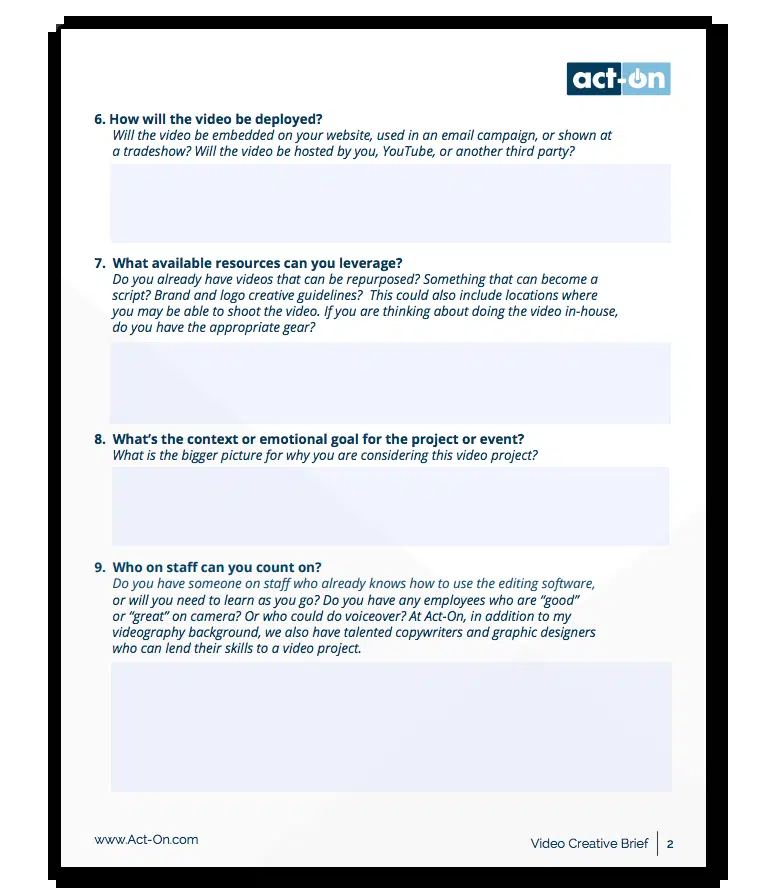 act-on
6. How will the video be deployed?
Will the video be embedded on your website, used in an email campaign, or shown at
a tradeshow? Will the video be hosted by you, YouTube, or another third party?
7. What available resources can you leverage?
Do you already have videos that can be repurposed? Something that can become a
script? Brand and logo creative guidelines? This could also include locations where
you may be able to shoot the video. If you are thinking about doing the video in-house,
do you have the appropriate gear?
8. What's the context or emotional goal for the project or event?
What is the bigger picture for why you are considering this video project?
9. Who on staff can you count on?
Do you have someone on staff who already knows how to use the editing software,
or will you need to learn as you go? Do you have any employees who are “good”
or “great” on camera? Or who could do voiceover? At Act-On, in addition to my
videography background, we also have talented copywriters and graphic designers
who can lend their skills to a video project.
www.Act-On.com
Video Creative Brief 2